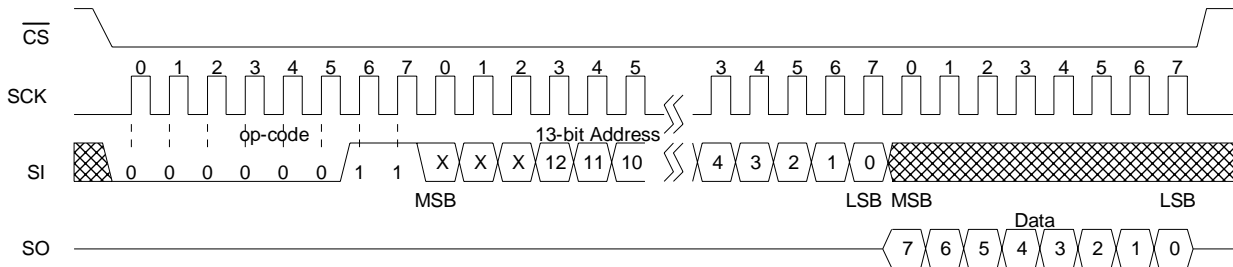 CS
0 1 2 3 4 5 6 7 0 1 2 3 4 5 3 4 5 6 7 0 1 2 3 4 5 6 7
SCK
op-code 13-bit Address
SI 0 0 0 0 0 0 1 1 X X X 12 11 10 4 3 2 1 0
MSB LSB MSB LSB
Data
SO 7 6 5 4 3 2 1 0